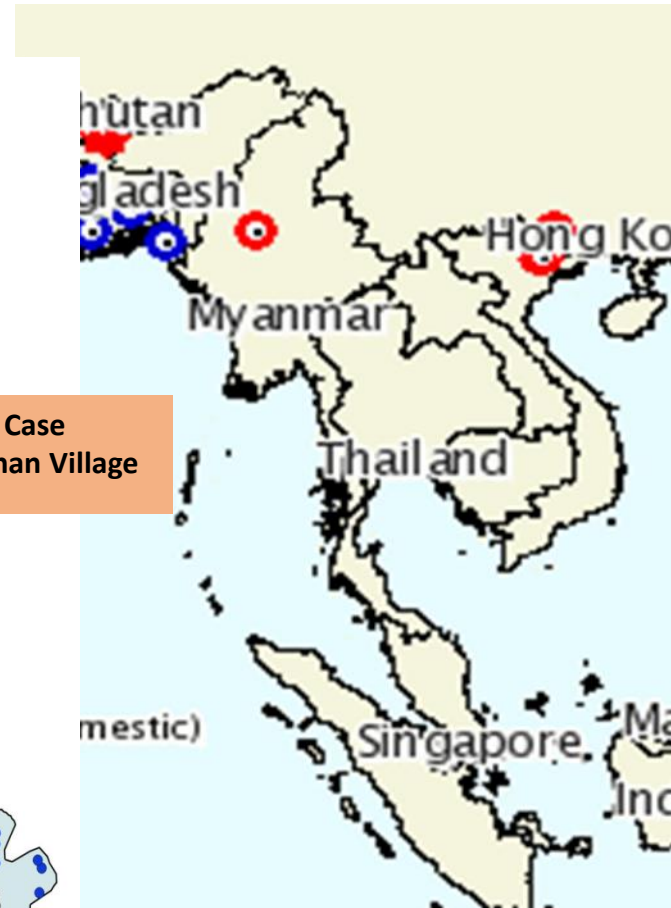 hutan
gladesh
Hong Ko
Myanmar
Case
nan Village
Thailand
mestic)
Singapore
Ma
Inc